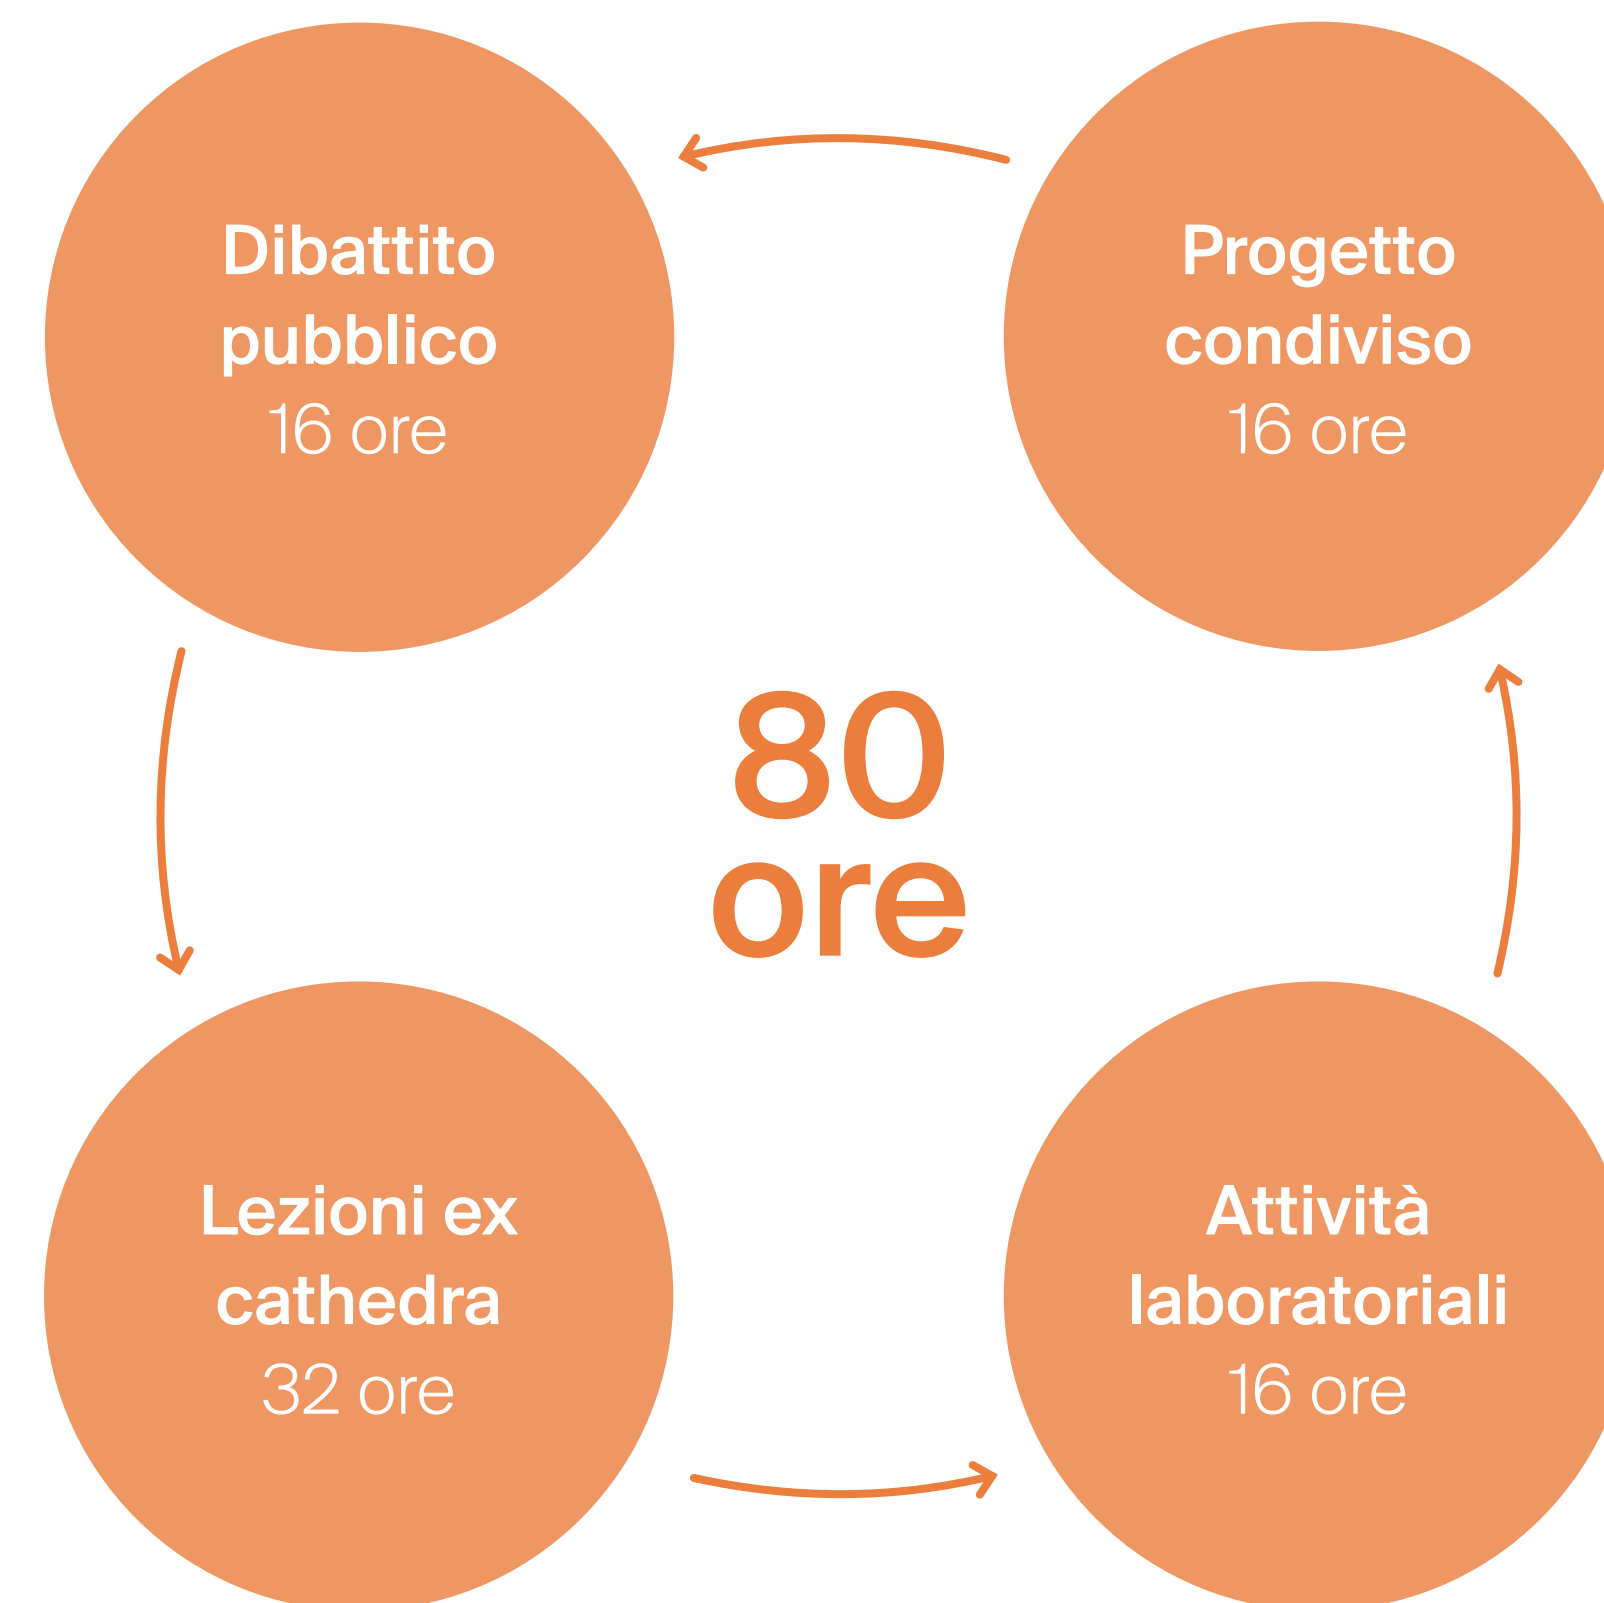 Dibattito
pubblico
16 ore
Progetto
condiviso
16 ore
80
ore
Lezioni ex
cathedra
32 ore
Attività
laboratoriali
16 ore